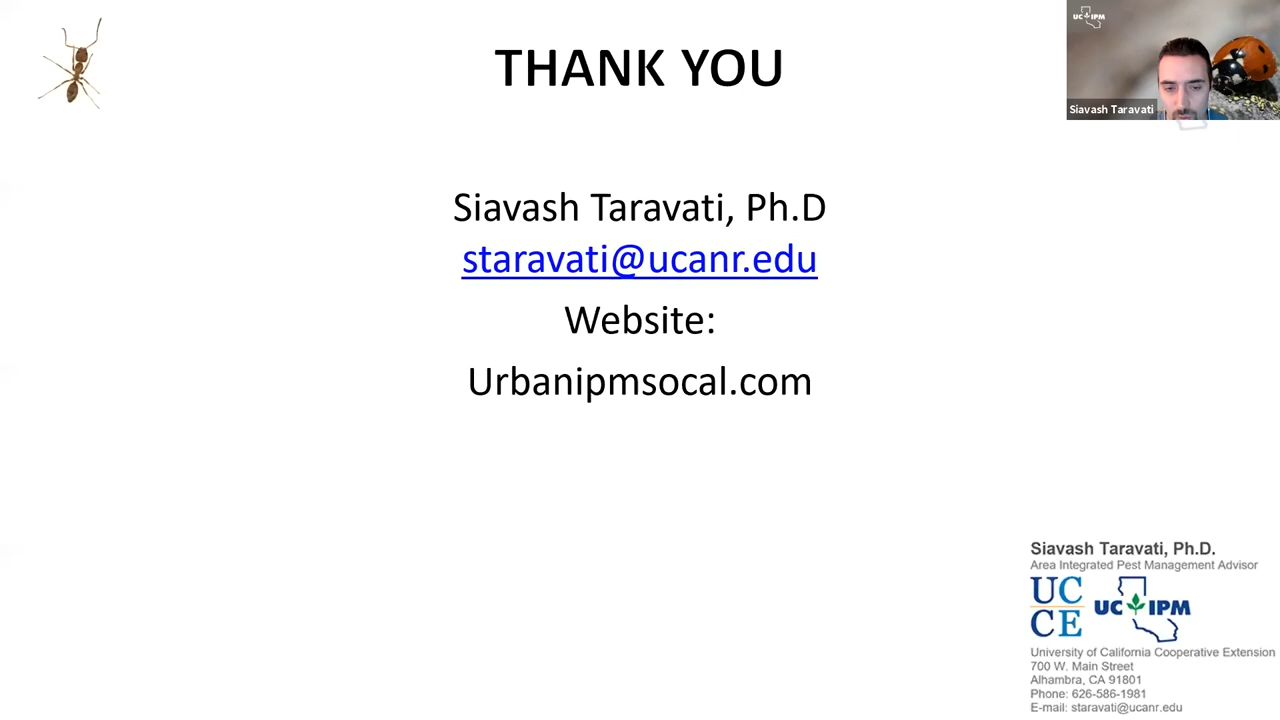 THANK YOU
UC IPM
Siavash Taravati
Siavash Taravati, Ph.D
staravati@ucanr.edu
Website:
Urbanipmsocal.com
Siavash Taravati, Ph.D.
Area Integrated Pest Management Advisor
UC
CE
UC IPM
University of California Cooperative Extension
700 W. Main Street
Alhambra, CA 91801
Phone: 626-586-1981
E-mail: staravati@ucanr.edu